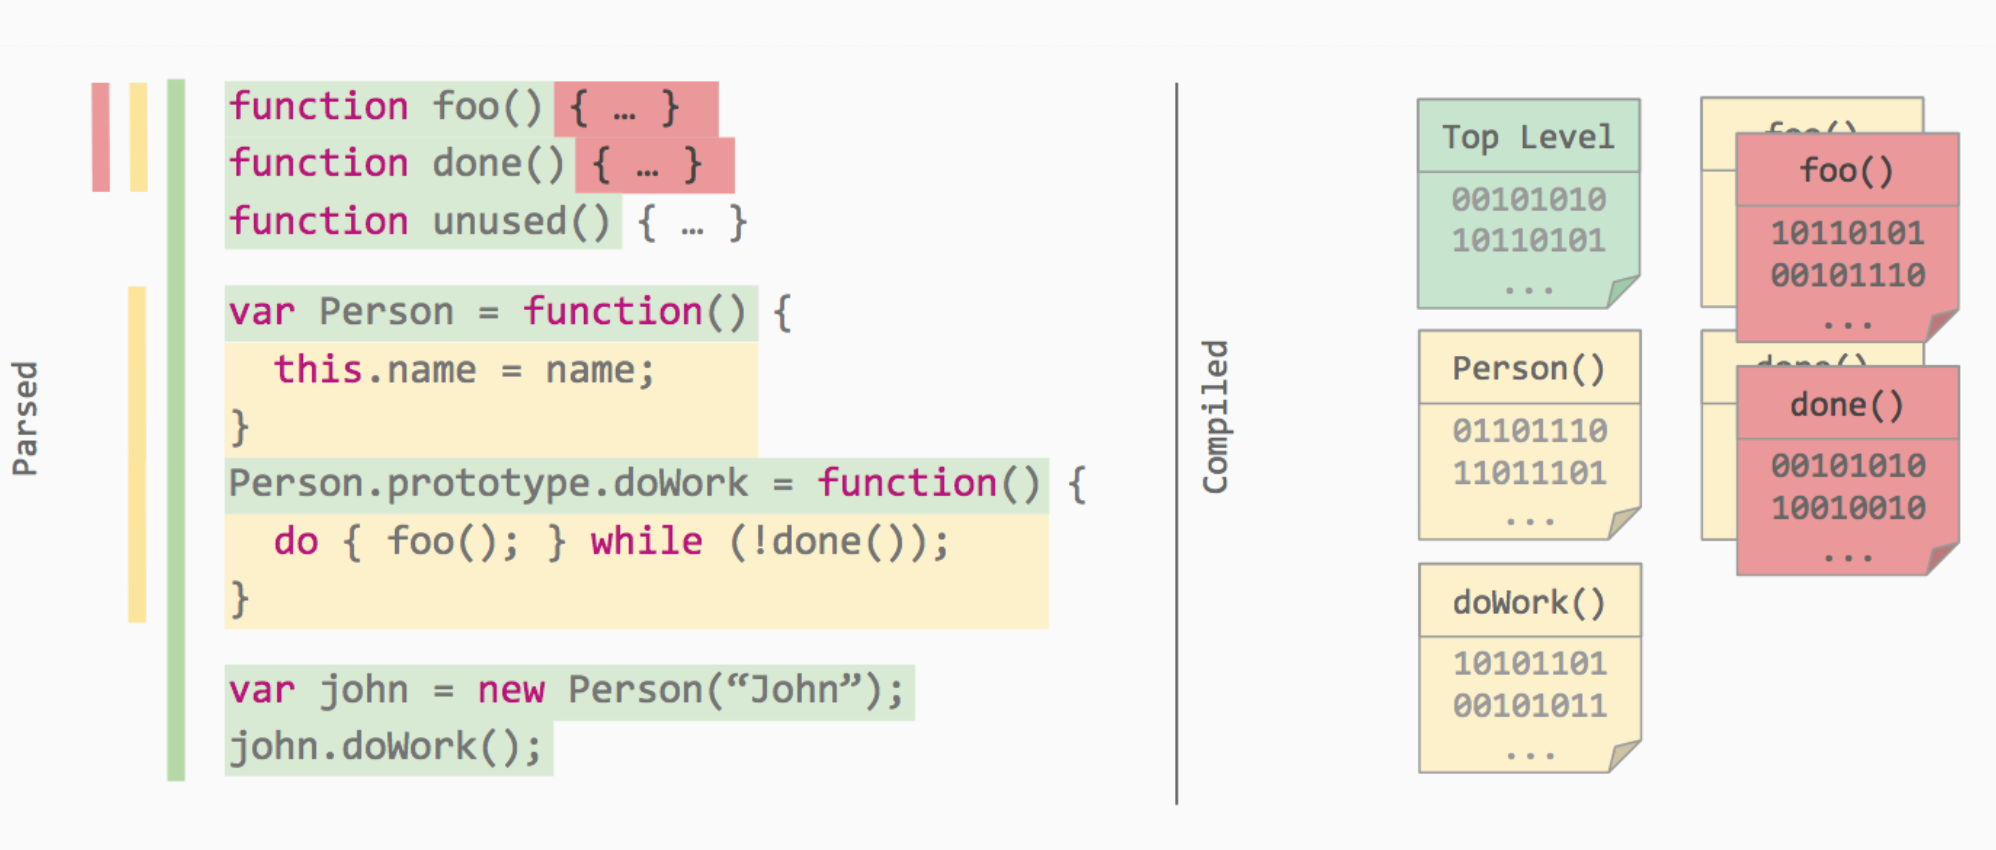 Parsed
function foo() { … }
function done() { … }
function unused() { … }
var Person = function() {
this.name = name;
}
Person.prototype.doWork = function() {
do { foo(); } while (!done());
}
var john = new Person(“John”);
john.doWork();
Compiled
Top Level
00101010
10110101
...
Person()
01101110
11011101
...
doWork()
10101101
00101011
...
foo()
foo()
10110101
00101110
...
done()
done()
00101010
10010010
...